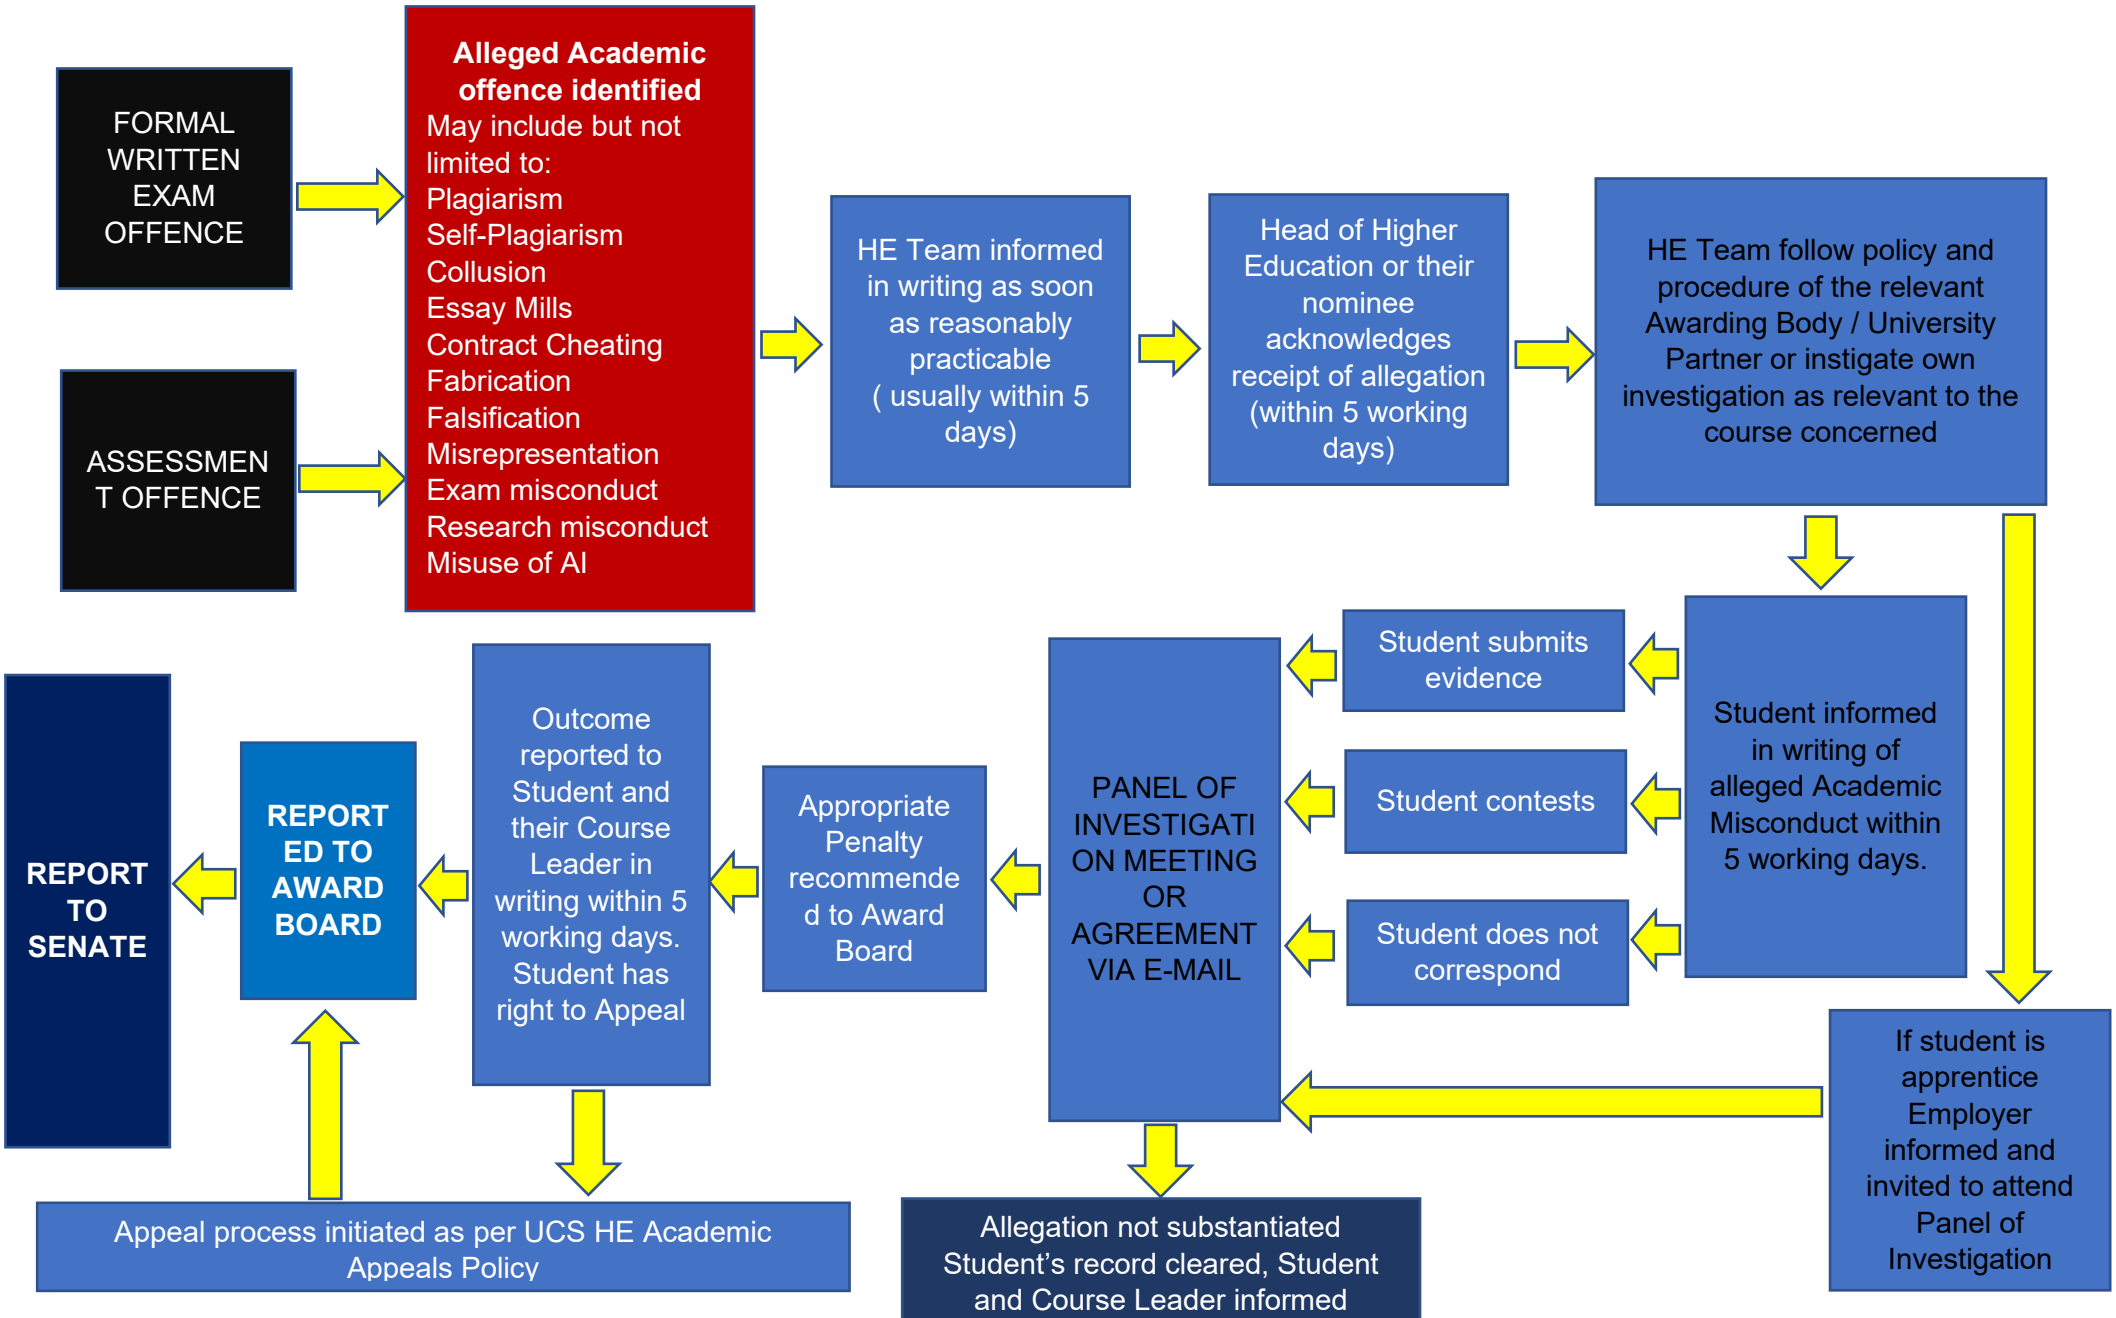 FORMAL
WRITTEN
EXAM
OFFENCE
ASSESSMEN
T OFFENCE
Alleged Academic
offence identified
May include but not
limited to:
Plagiarism
Self-Plagiarism
Collusion
Essay Mills
Contract Cheating
Fabrication
Falsification
Misrepresentation
Exam misconduct
Research misconduct
Misuse of AI
HE Team informed
in writing as soon
as reasonably
practicable
( usually within 5
days)
Head of Higher
Education or their
nominee
acknowledges
receipt of allegation
(within 5 working
days)
HE Team follow policy and
procedure of the relevant
Awarding Body / University
Partner or instigate own
investigation as relevant to the
course concerned
Student informed
in writing of
alleged Academic
Misconduct within
5 working days.
If student is
apprentice
Employer
informed and
invited to attend
Panel of
Investigation
Student submits
evidence
Student contests
Student does not
correspond
PANEL OF
INVESTIGATI
ON MEETING
OR
AGREEMENT
VIA E-MAIL
Allegation not substantiated
Student’s record cleared, Student
and Course Leader informed
Appropriate
Penalty
recommende
d to Award
Board
Outcome
reported to
Student and
their Course
Leader in
writing within 5
working days.
Student has
right to Appeal
Appeal process initiated as per UCS HE Academic
Appeals Policy
REPORT
ED TO
AWARD
BOARD
REPORT
TO
SENATE